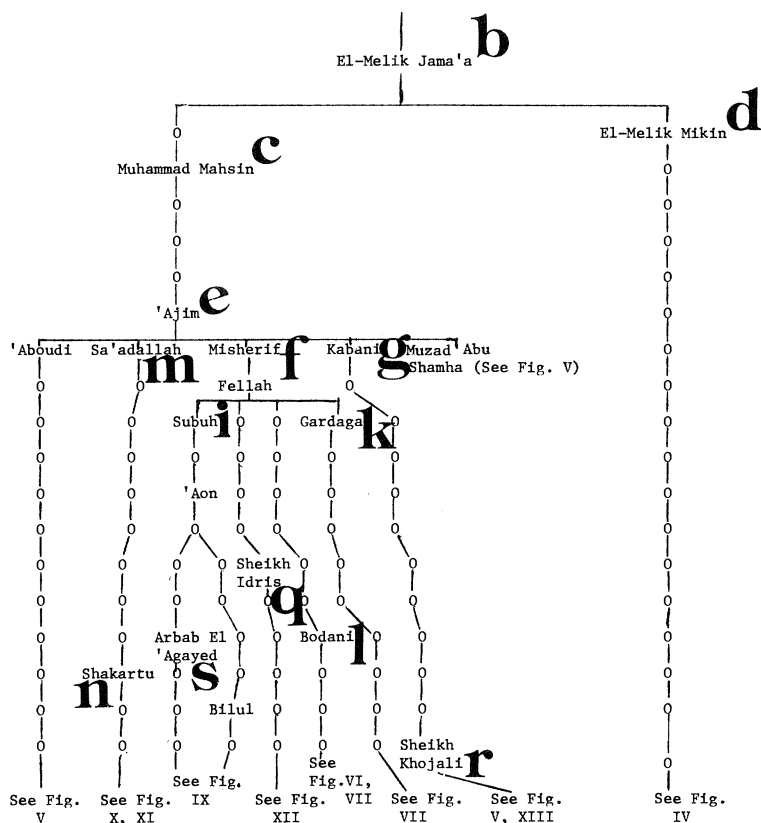 El-Melik Jama'a b
El-Melik Mikin d
O
Muhammad Mahsin c
O
O
O
O
O
O
O
'Ajim e
O
'Aboudi Sa'adallah m Misherif f Kabani g Muzad 'Abu
O
Shamha (See Fig. V)
O O Fellah O
O
Subuh i O O Gardaga k O
O O
O
O O O O O O O
O
O O 'Aon O O O O
O
O O O O O O O
O
O O O O Sheikh O O O
O
Idris q
O O O O O O O O
O
O O Arbab El O O Bodani l O O
O
'Agayed s
O Shakartu O O O O O O
O
n
O O O Bilul O O O O
O
O O O O O O O Sheikh
Khojali r
O
See
Fig.VI,
VII
See Fig.
IX
See Fig.
V
See Fig.
X, XI
See Fig.
XII
See Fig.
VII
See Fig.
V, XIII
See Fig.
IV